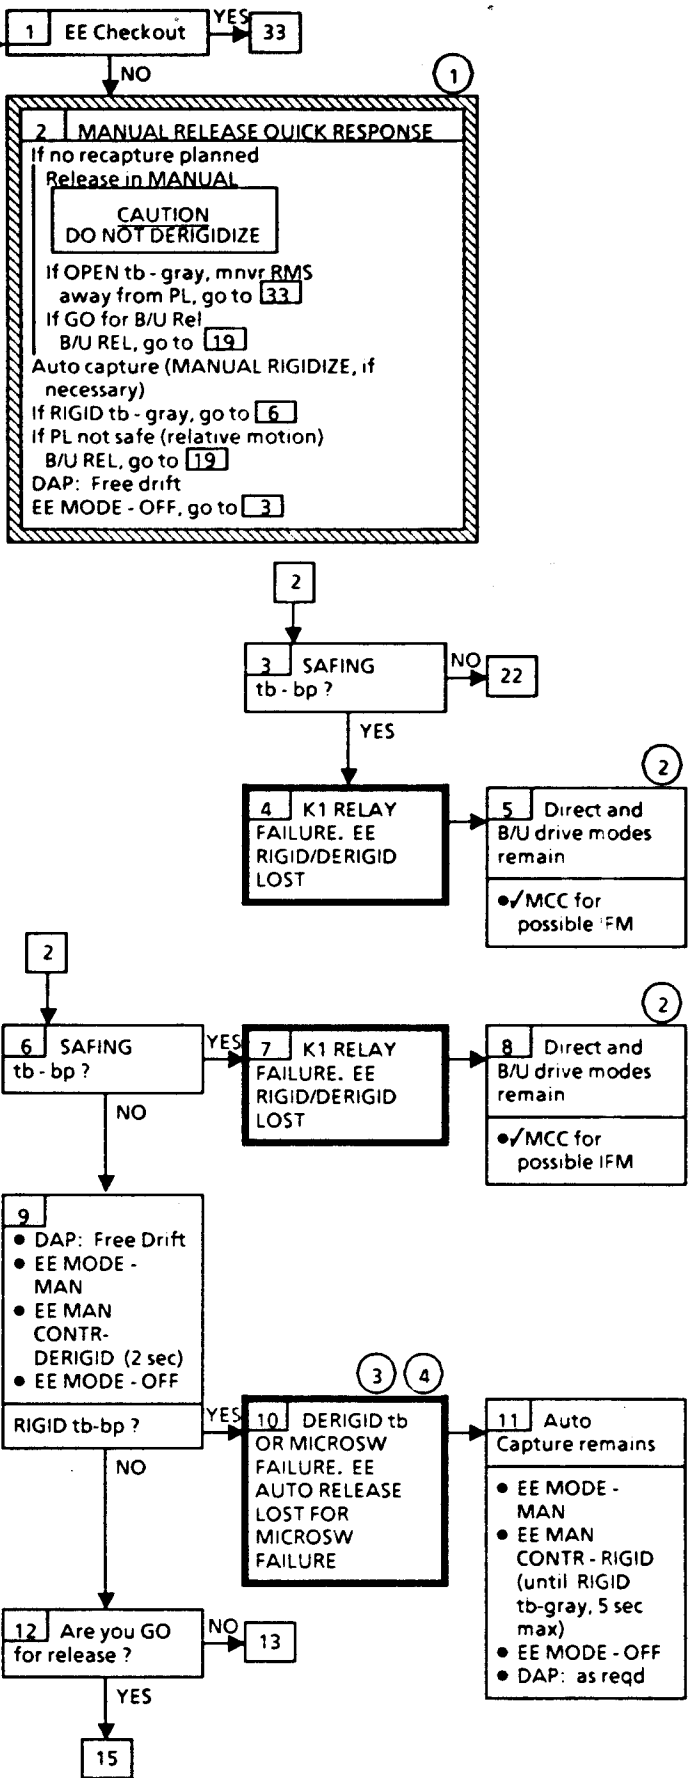 1 EE Checkout YES 33
NO
1
2 MANUAL RELEASE QUICK RESPONSE
If no recapture planned
Release in MANUAL
CAUTION
DO NOT DERIGIDIZE
If OPEN tb - gray, mnvr RMS
away from PL, go to 33
If GO for B/U Rel
B/U REL, go to 19
Auto capture (MANUAL RIGIDIZE, if
necessary)
If RIGID tb - gray, go to 6
If PL not safe (relative motion)
B/U REL, go to 19
DAP: Free drift
EE MODE - OFF, go to 3
2
3 SAFING
tb - bp ?
NO 22
YES
4 K1 RELAY
FAILURE. EE
RIGID/DERIGID
LOST
2
5 Direct and
B/U drive modes
remain
●√MCC for
possible IFM
2
6 SAFING
tb - bp ?
YES
NO
7 K1 RELAY
FAILURE. EE
RIGID/DERIGID
LOST
2
8 Direct and
B/U drive modes
remain
●√MCC for
possible IFM
9
● DAP: Free Drift
● EE MODE -
MAN
● EE MAN
CONTR-
DERIGID (2 sec)
● EE MODE - OFF
RIGID tb-bp ?
YES
NO
3 4
10 DERIGID tb
OR MICROSW
FAILURE. EE
AUTO RELEASE
LOST FOR
MICROSW
FAILURE
11 Auto
Capture remains
● EE MODE -
MAN
● EE MAN
CONTR - RIGID
(until RIGID
tb-gray, 5 sec
max)
● EE MODE - OFF
● DAP: as reqd
12 Are you GO
for release ?
NO 13
YES
15